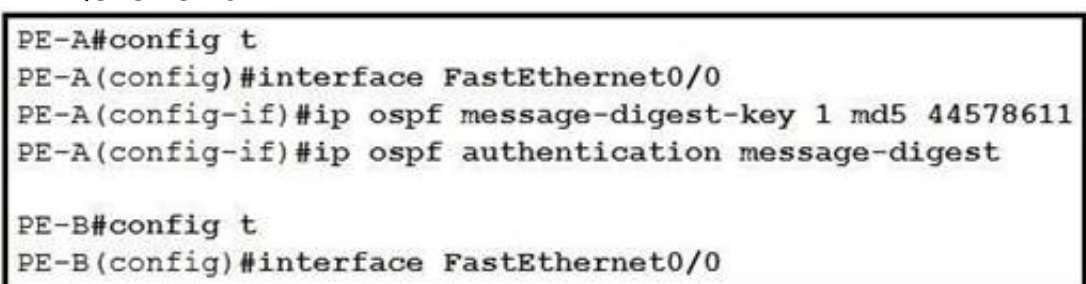 PE-A#config t
PE-A(config)#interface FastEthernet0/0
PE-A(config-if)#ip ospf message-digest-key 1 md5 44578611
PE-A(config-if)#ip ospf authentication message-digest
PE-B#config t
PE-B(config)#interface FastEthernet0/0